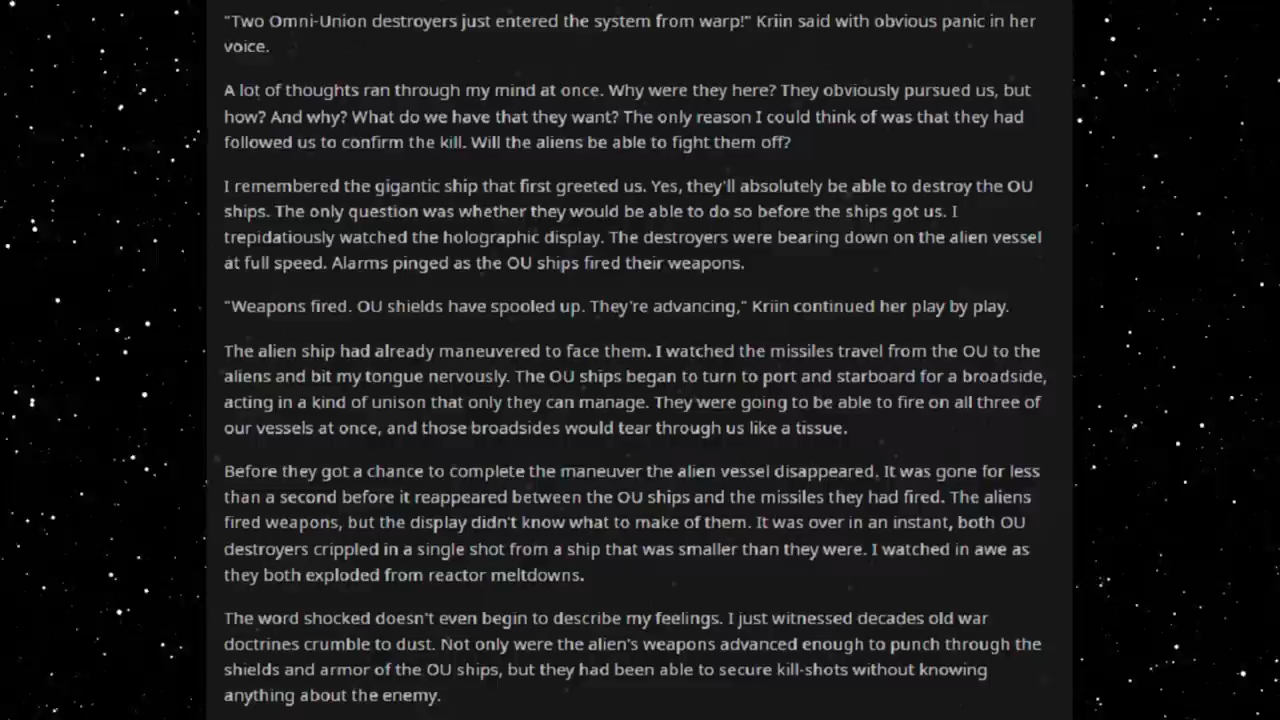 "Two Omni-Union destroyers just entered the system from warp!" Kriin said with obvious panic in her
voice.
A lot of thoughts ran through my mind at once. Why were they here? They obviously pursued us, but
how? And why? What do we have that they want? The only reason I could think of was that they had
followed us to confirm the kill. Will the aliens be able to fight them off?
I remembered the gigantic ship that first greeted us. Yes, they'll absolutely be able to destroy the OU
ships. The only question was whether they would be able to do so before the ships got us. I
trepidatiously watched the holographic display. The destroyers were bearing down on the alien vessel
at full speed. Alarms pinged as the OU ships fired their weapons.
"Weapons fired. OU shields have spooled up. They're advancing," Kriin continued her play by play.
The alien ship had already maneuvered to face them. I watched the missiles travel from the OU to the
aliens and bit my tongue nervously. The OU ships began to turn to port and starboard for a broadside,
acting in a kind of unison that only they can manage. They were going to be able to fire on all three of
our vessels at once, and those broadsides would tear through us like a tissue.
Before they got a chance to complete the maneuver the alien vessel disappeared. It was gone for less
than a second before it reappeared between the OU ships and the missiles they had fired. The aliens
fired weapons, but the display didn't know what to make of them. It was over in an instant, both OU
destroyers crippled in a single shot from a ship that was smaller than they were. I watched in awe as
they both exploded from reactor meltdowns.
The word shocked doesn't even begin to describe my feelings. I just witnessed decades old war
doctrines crumble to dust. Not only were the alien's weapons advanced enough to punch through the
shields and armor of the OU ships, but they had been able to secure kill-shots without knowing
anything about the enemy.